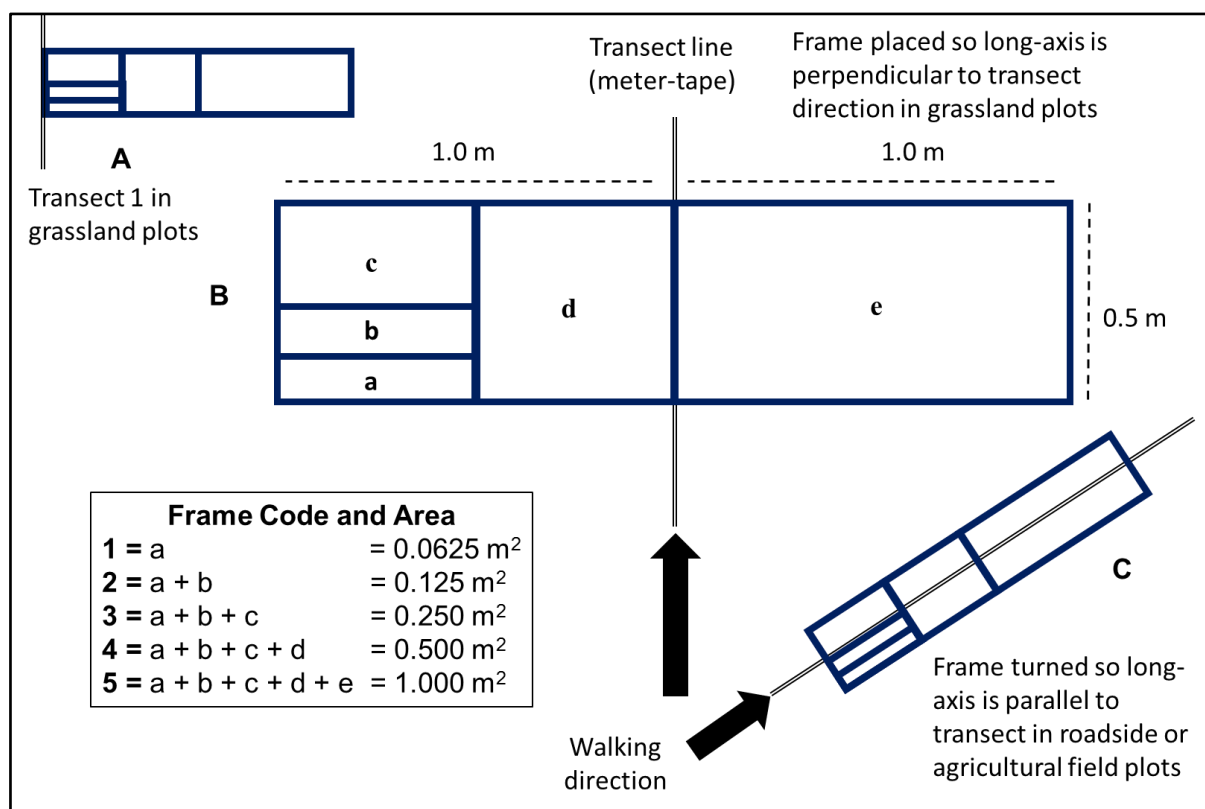 A
Transect 1 in
grassland plots
Transect line
(meter-tape)
Frame placed so long-axis is
perpendicular to transect
direction in grassland plots
1.0 m
1.0 m
B
c
b
a
d
e
0.5 m
Frame Code and Area
1 = a = 0.0625 m²
2 = a + b = 0.125 m²
3 = a + b + c = 0.250 m²
4 = a + b + c + d = 0.500 m²
5 = a + b + c + d + e = 1.000 m²
Walking
direction
C
Frame turned so long-
axis is parallel to
transect in roadside or
agricultural field plots